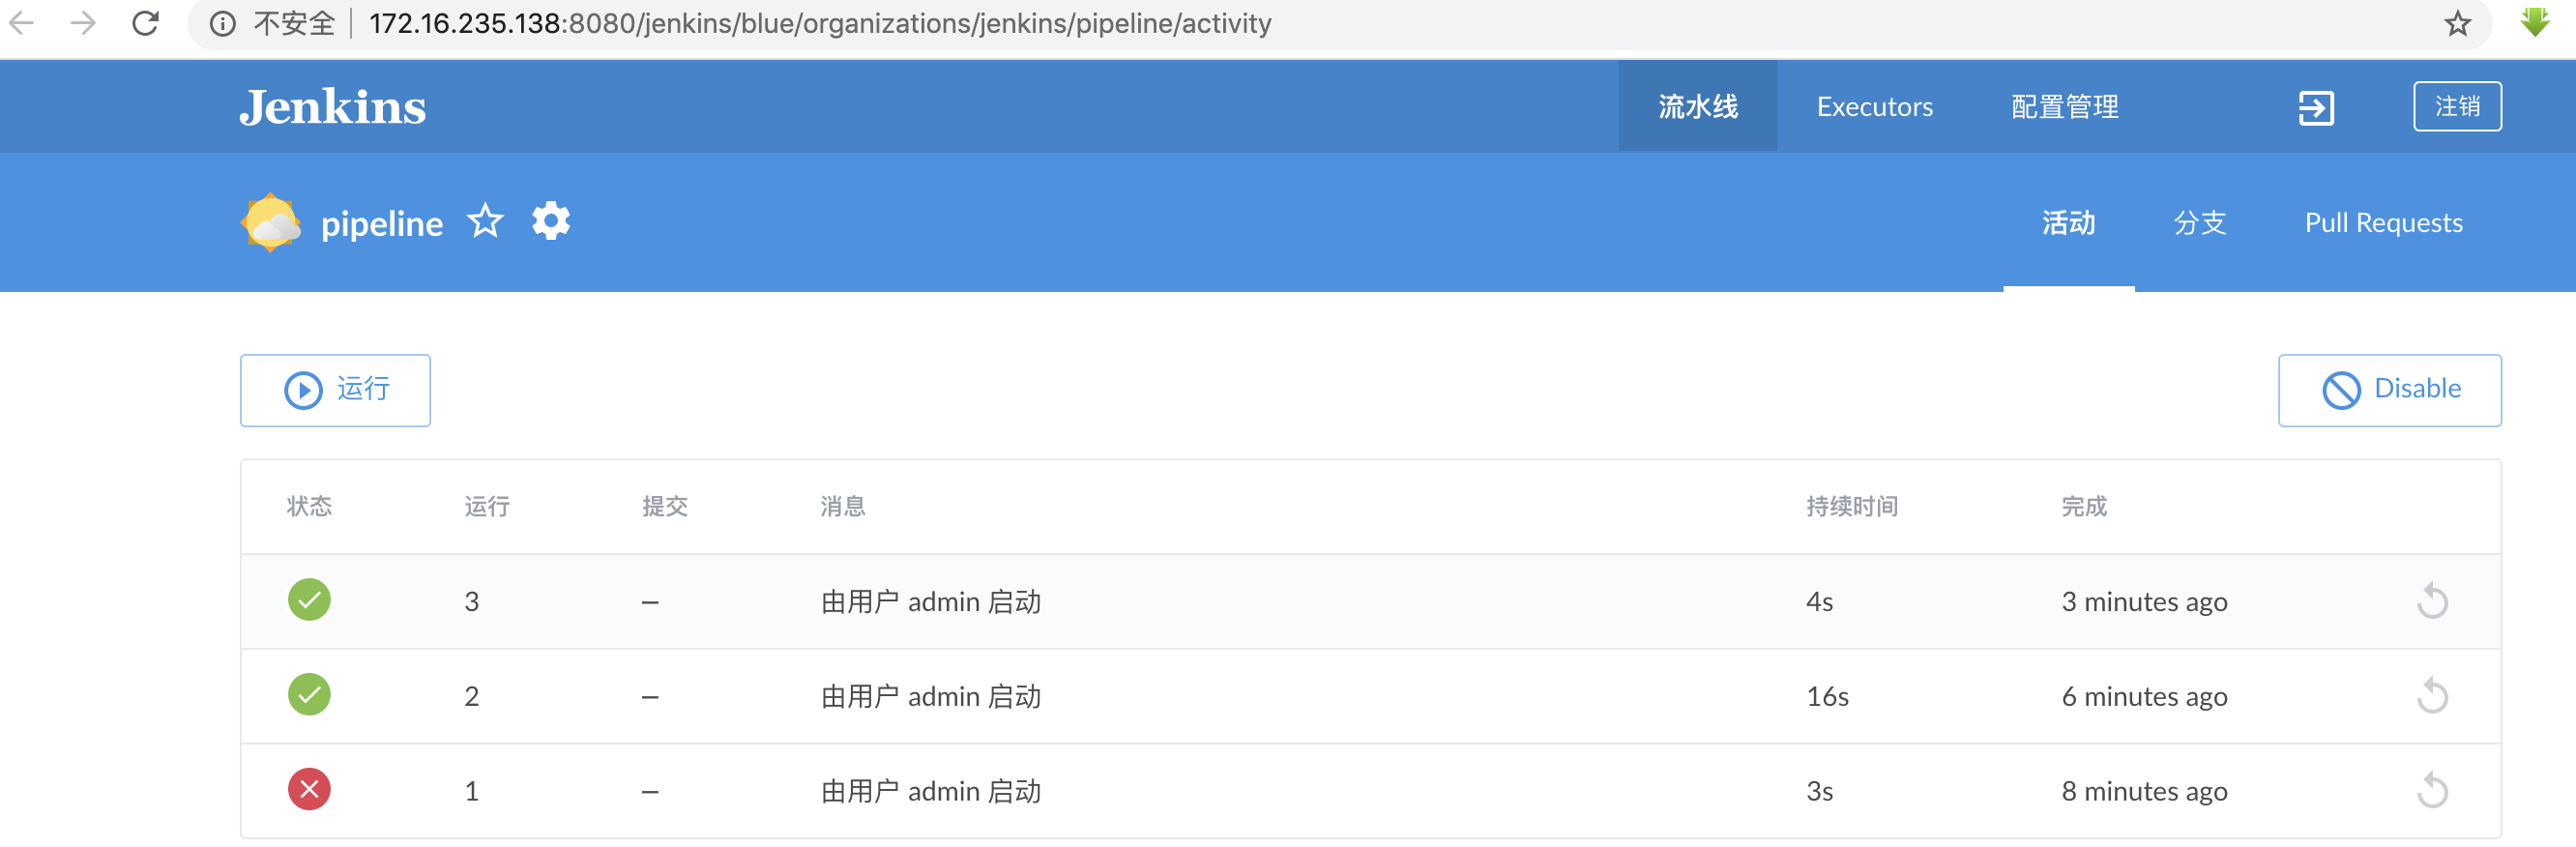 不安全 172.16.235.138:8080/jenkins/blue/organizations/jenkins/pipeline/activity
Jenkins 流水线 Executors 配置管理 注销
pipeline 活动 分支 Pull Requests
运行 Disable
状态 运行 提交 消息 持续时间 完成
3 — 由用户 admin 启动 4s 3 minutes ago
2 — 由用户 admin 启动 16s 6 minutes ago
1 — 由用户 admin 启动 3s 8 minutes ago